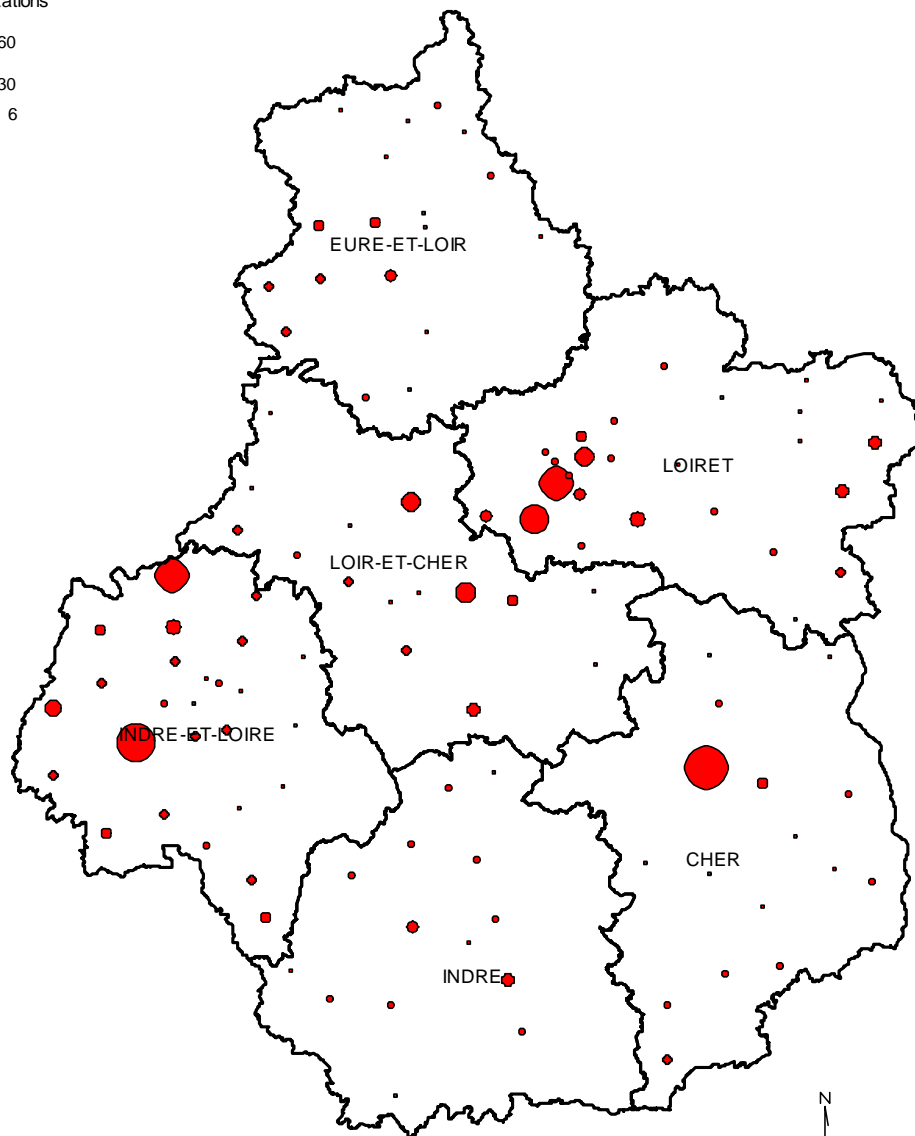 60
30
6
EURE-ET-LOIR
LOIRET
LOIR-ET-CHER
INDRE-ET-LOIRE
CHER
INDRE
N